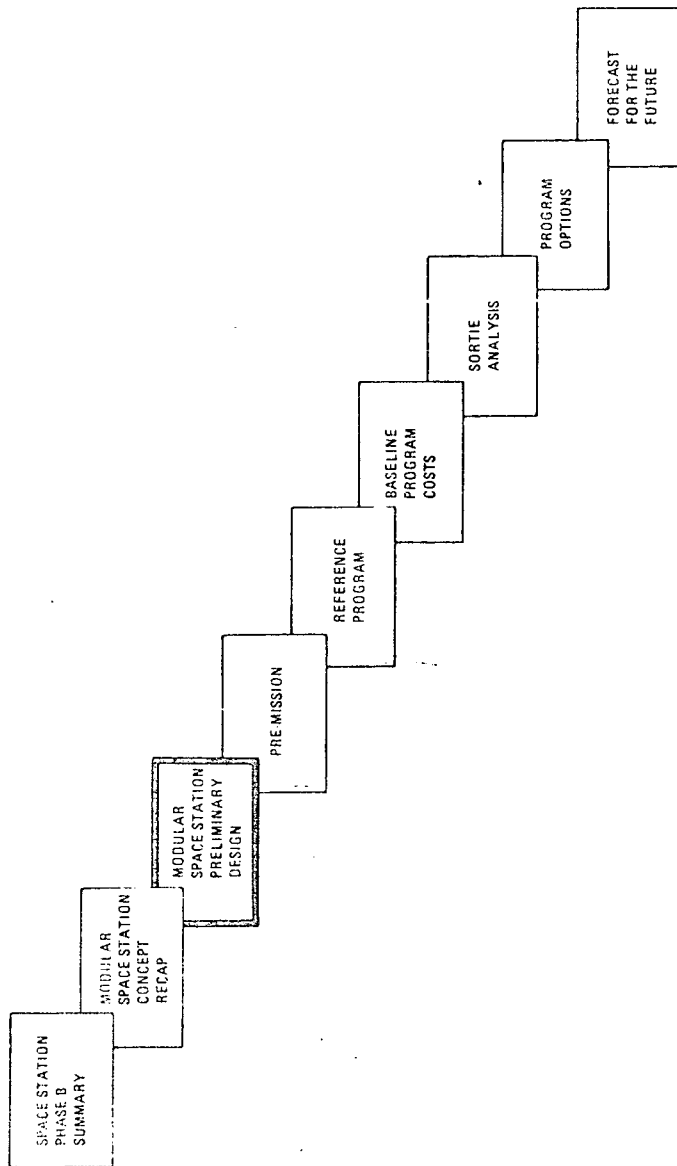 SPACE STATION
PHASE B
SUMMARY
MODULAR
SPACE STATION
CONCEPT
RECAP
MODULAR
SPACE STATION
PRELIMINARY
DESIGN
PRE-MISSION
REFERENCE
PROGRAM
BASELINE
PROGRAM
COSTS
SORTIE
ANALYSIS
PROGRAM
OPTIONS
FORECAST
FOR THE
FUTURE